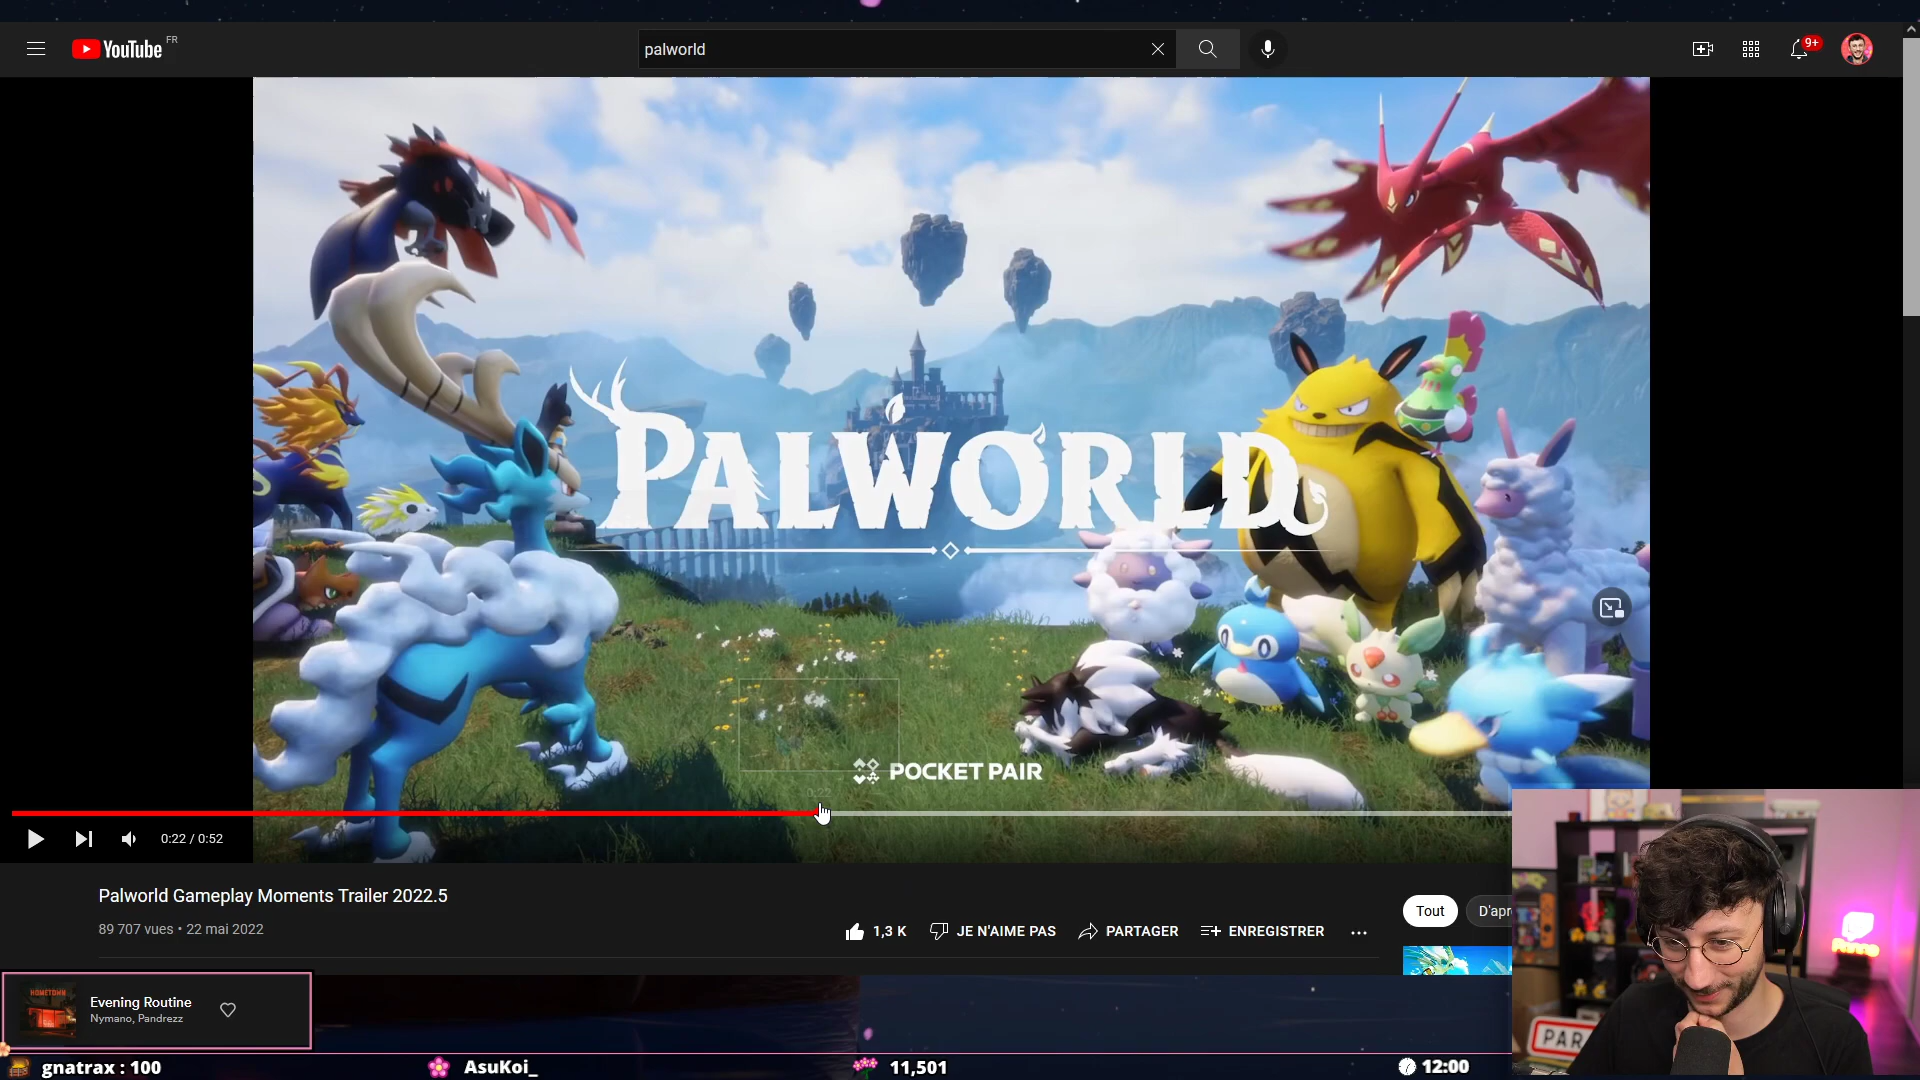 YouTube FR
palworld
9+
PALWORLD
POCKET PAIR
0:22
0:22 / 0:52
Palworld Gameplay Moments Trailer 2022.5
89 707 vues • 22 mai 2022
1,3 K
JE N'AIME PAS
PARTAGER
ENREGISTRER
Tout
D'apr
HOMETOWN
Evening Routine
Nymano, Pandrezz
PAR
gnatrax : 100
AsuKoi_
11,501
12:00